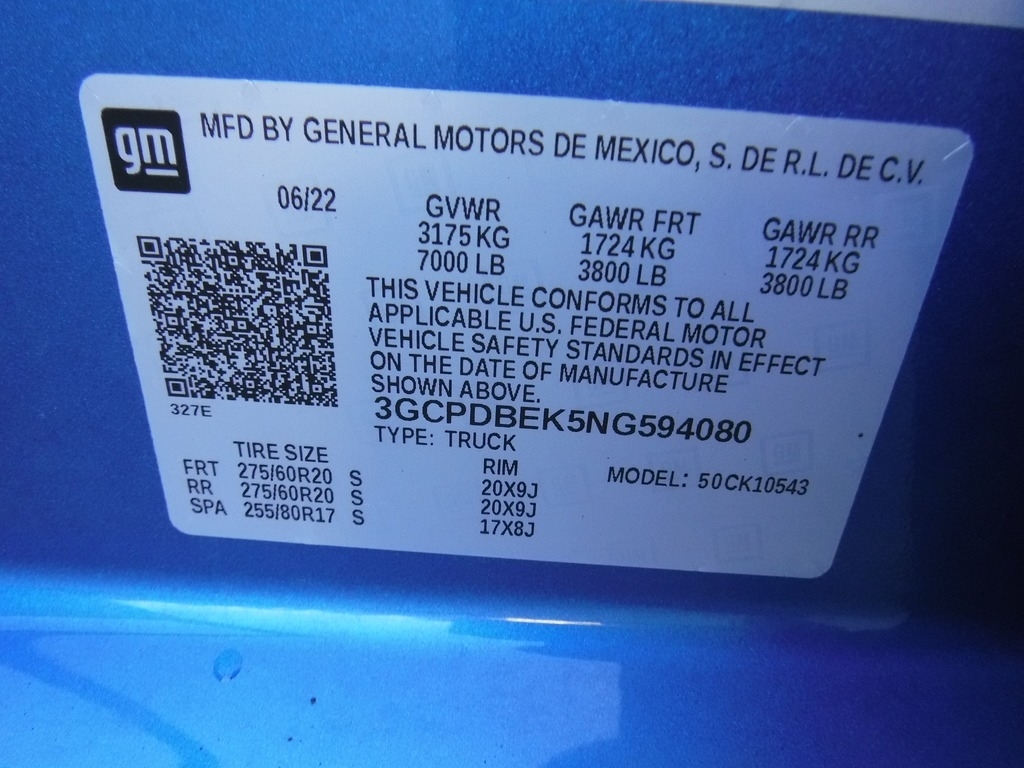 gm
MFD BY GENERAL MOTORS DE MEXICO, S. DE R.L. DE C.V.
06/22
GVWR GAWR FRT GAWR RR
3175 KG 1724 KG 1724 KG
7000 LB 3800 LB 3800 LB
THIS VEHICLE CONFORMS TO ALL
APPLICABLE U.S. FEDERAL MOTOR
VEHICLE SAFETY STANDARDS IN EFFECT
ON THE DATE OF MANUFACTURE
SHOWN ABOVE.
327E
3GCPDBEK5NG594080
TYPE: TRUCK
TIRE SIZE RIM MODEL: 50CK10543
FRT 275/60R20 S 20X9J
RR 275/60R20 S 20X9J
SPA 255/80R17 S 17X8J